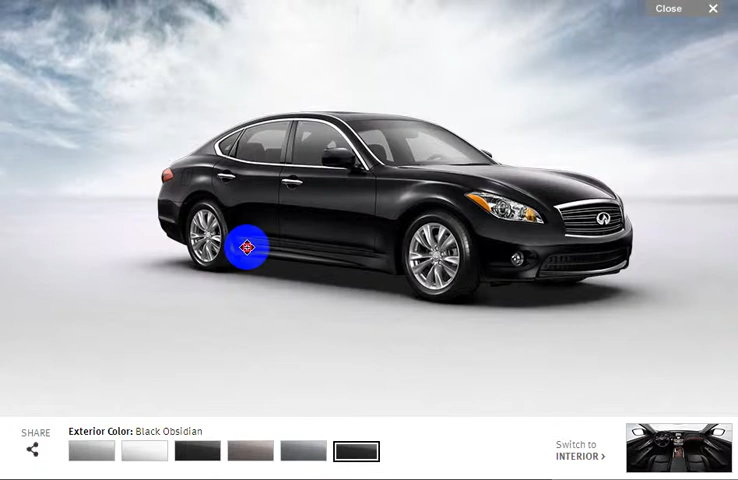 Close
SHARE
Exterior Color: Black Obsidian
Switch to
INTERIOR